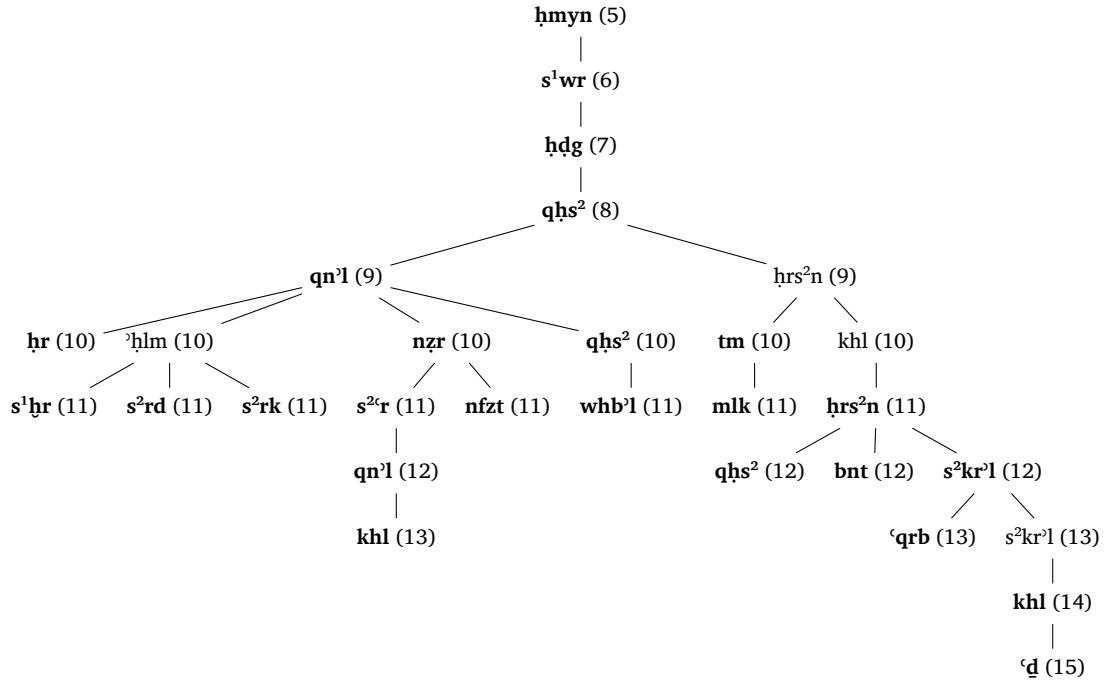 ḥmyn (5)
s¹wr (6)
ḥḍg (7)
qḥs² (8)
qnʾl (9) ḥrs²n (9)
ḥr (10) ʾḥlm (10) nẓr (10) qḥs² (10) tm (10) khl (10)
s¹ḫr (11) s²rd (11) s²rk (11) s²ʿr (11) nfzt (11) whbʾl (11) mlk (11) ḥrs²n (11)
qnʾl (12) qḥs² (12) bnt (12) s²krʾl (12)
khl (13) ʿqrb (13) s²krʾl (13)
khl (14)
ʿḏ (15)